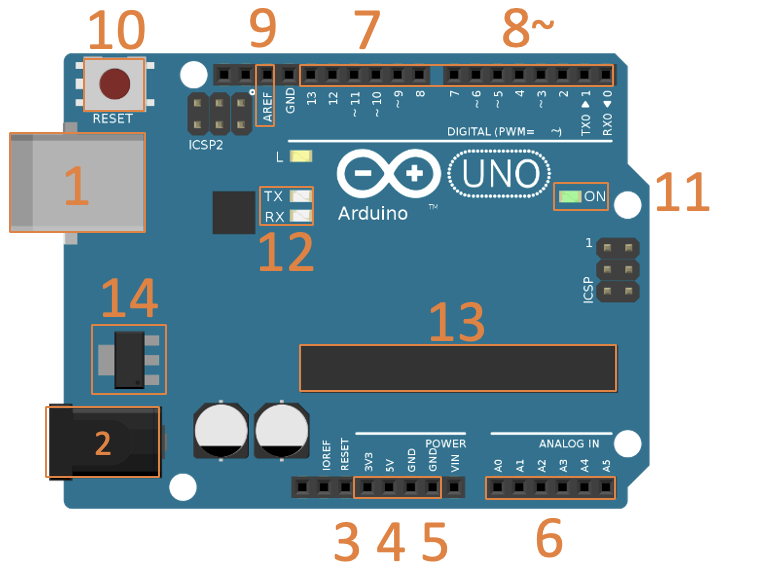 10 9 7 8~
RESET
AREF GND 13 12 ~11 ~10 ~9 8 7 ~6 ~5 4 ~3 2 TX0 ▶ 1 RX0 ◀ 0
DIGITAL (PWM= ~)
ICSP2
L
1
TX
RX
12
UNO
Arduino
TM
ON
11
1
ICSP
14
13
2
IOREF RESET 3V3 5V GND GND VIN
POWER
ANALOG IN
A0 A1 A2 A3 A4 A5
3 4 5 6